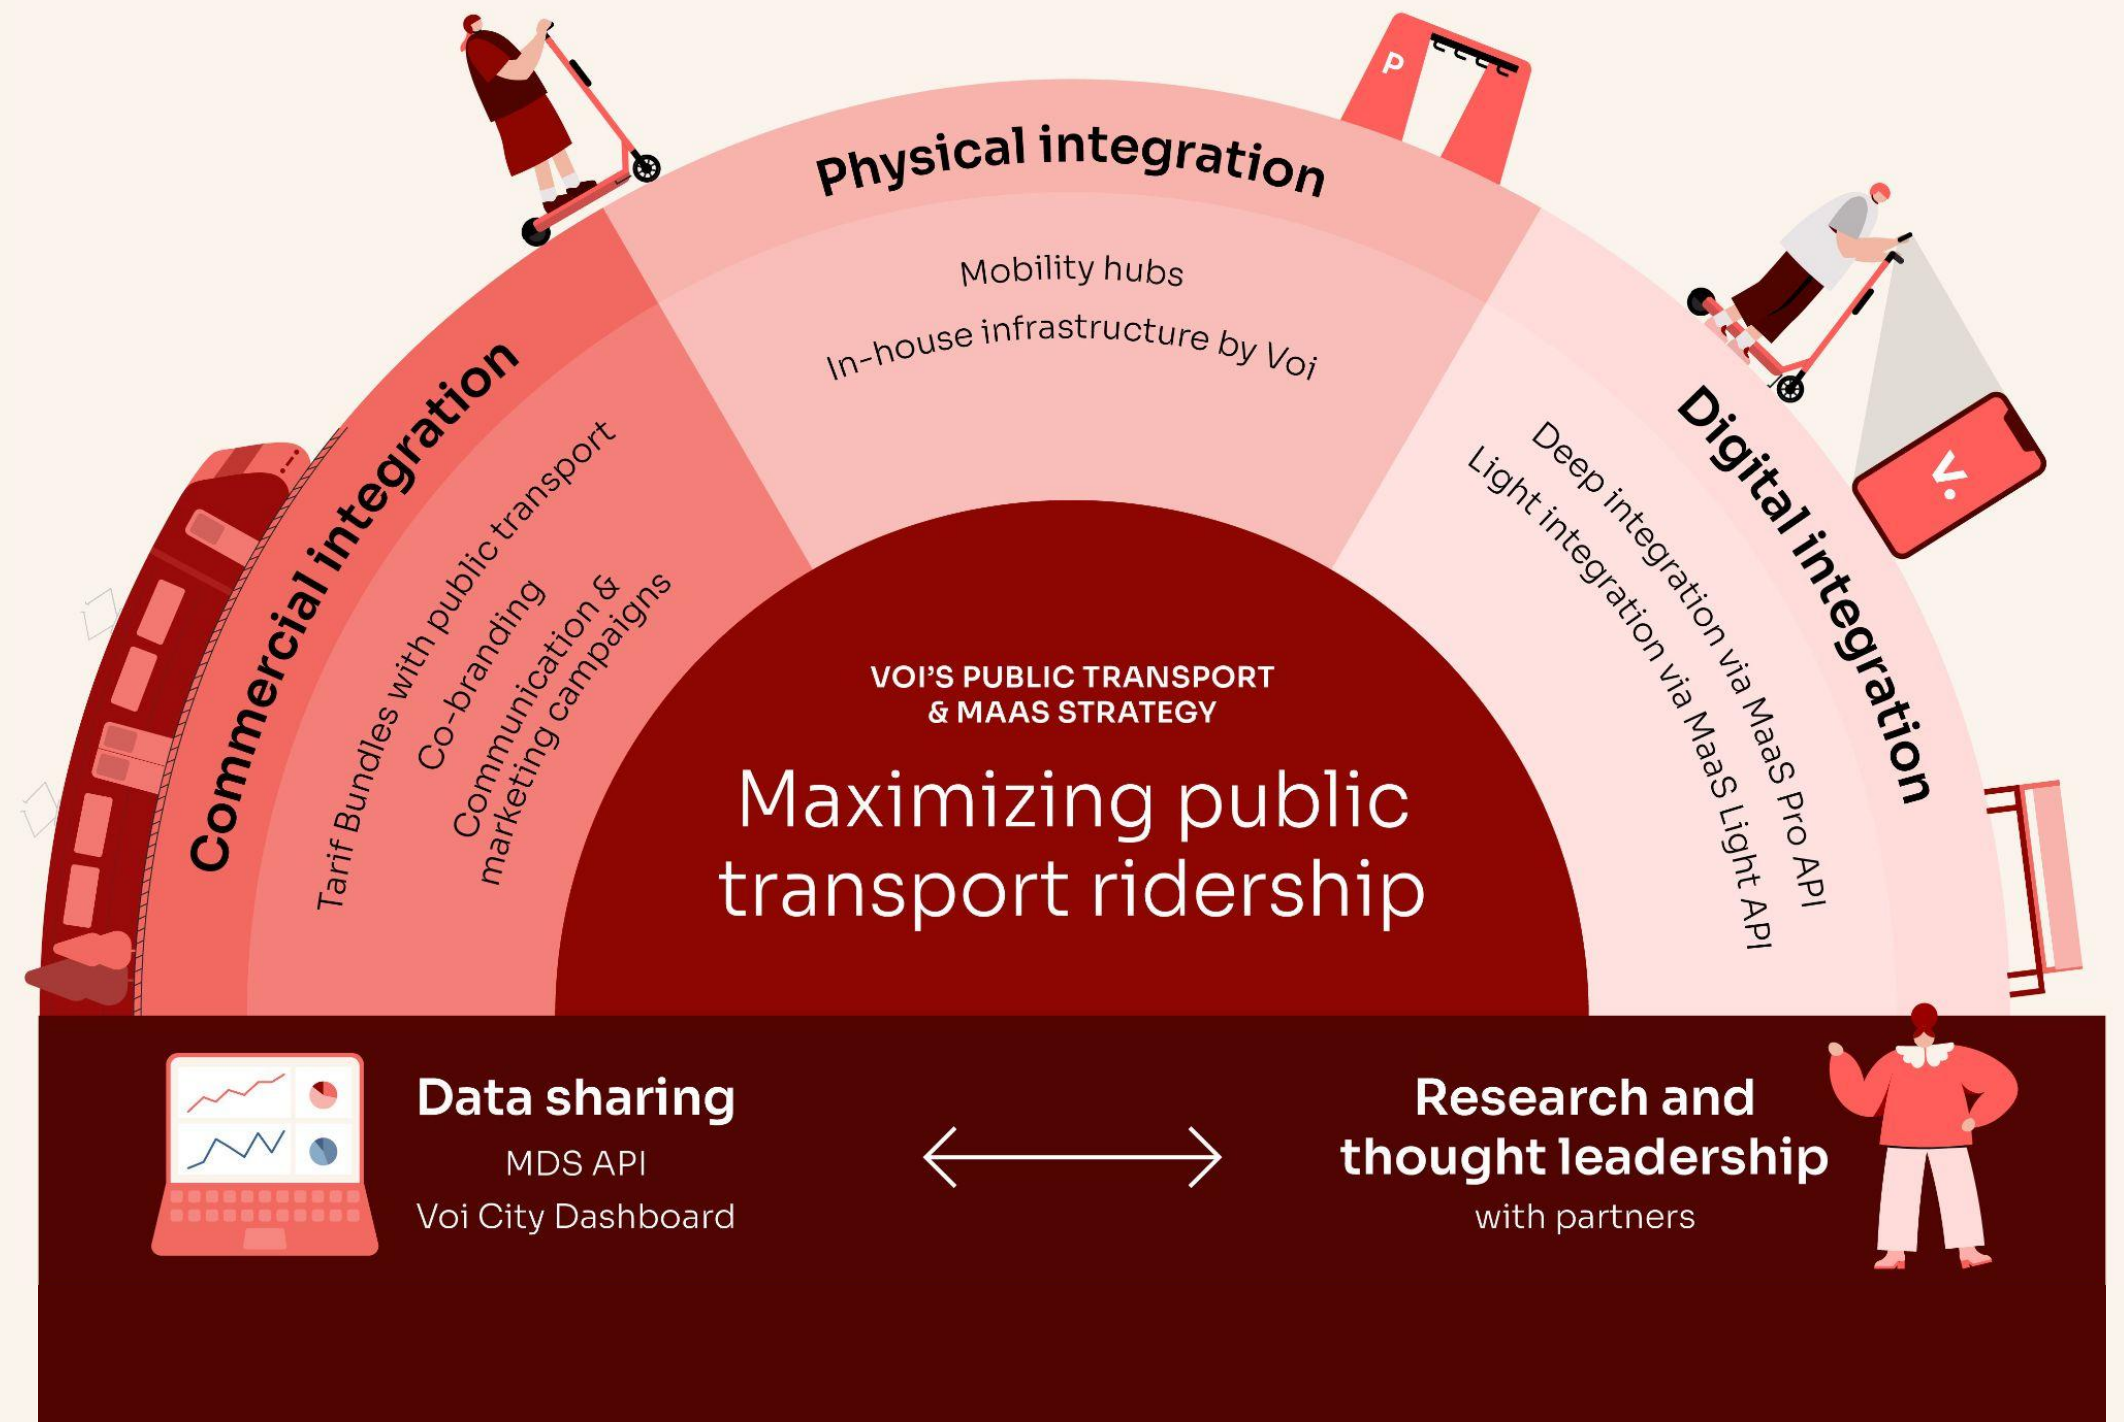 Physical integration
Mobility hubs
In-house infrastructure by Voi
P
Commercial integration
Tarif Bundles with public transport
Co-branding
Communication &
marketing campaigns
Digital integration
Deep integration via MaaS Pro API
Light integration via MaaS Light API
V.
VOI'S PUBLIC TRANSPORT
& MAAS STRATEGY
Maximizing public
transport ridership
Data sharing
MDS API
Voi City Dashboard
Research and
thought leadership
with partners